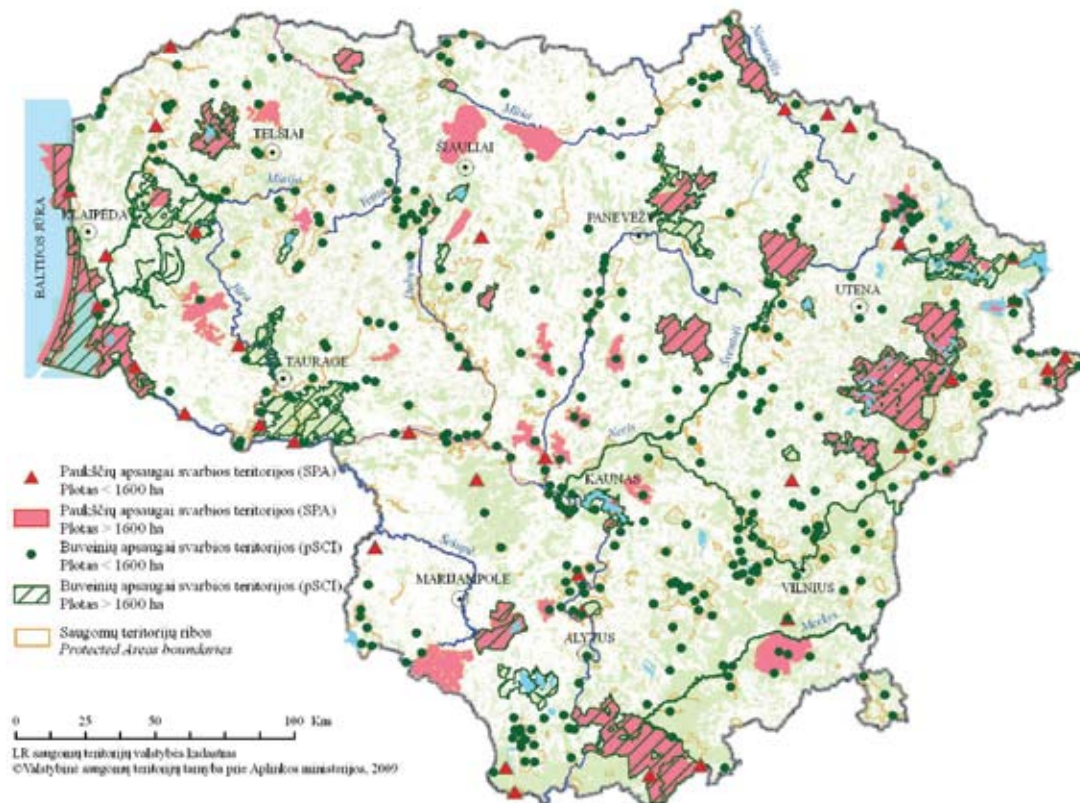 Nemunėlis
Mūša
TELŠIAI
ŠIAULIAI
Minija
Venta
KLAIPĖDA
PANEVĖŽYS
BALTIJOS JŪRA
Dubysa
Jūra
UTENA
Šventoji
TAURAGĖ
Neris
KAUNAS
Šešupė
MARIJAMPOLĖ
VILNIUS
Merkys
ALYTUS
Paukščių apsaugai svarbios teritorijos (SPA)
Plotas < 1600 ha
Paukščių apsaugai svarbios teritorijos (SPA)
Plotas > 1600 ha
Buveinių apsaugai svarbios teritorijos (pSCI)
Plotas < 1600 ha
Buveinių apsaugai svarbios teritorijos (pSCI)
Plotas > 1600 ha
Saugomų teritorijų ribos
Protected Areas boundaries
0 25 50 100 Km
LR saugomų teritorijų valstybės kadastras
©Valstybinė saugomų teritorijų tarnyba prie Aplinkos ministerijos, 2009